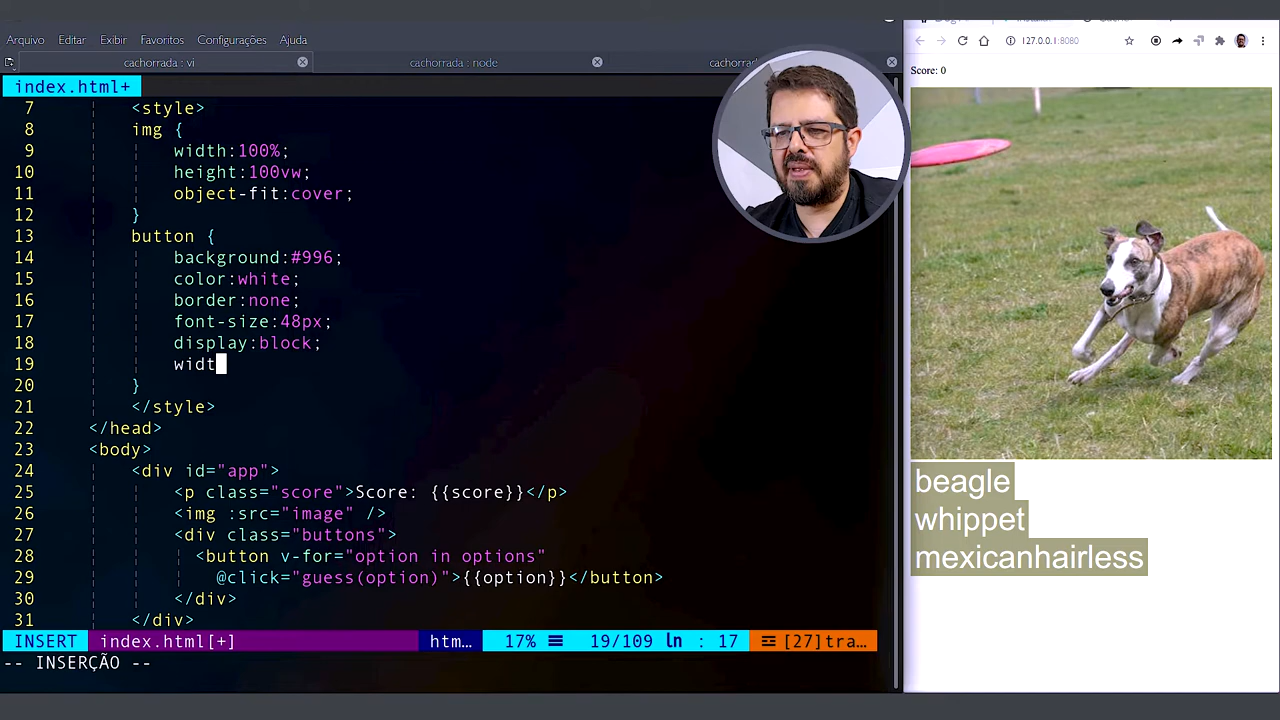 Arquivo Editar Exibir Favoritos Configurações Ajuda
cachorrada : vi
cachorrada : node
127.0.0.1:8080
index.html+
Score: 0
7 <style>
8 img {
9 width:100%;
10 height:100vw;
11 object-fit:cover;
12 }
13 button {
14 background:#996;
15 color:white;
16 border:none;
17 font-size:48px;
18 display:block;
19 widt
20 }
21 </style>
22 </head>
23 <body>
24 <div id="app">
25 <p class="score">Score: {{score}}</p>
26 <img :src="image" />
27 <div class="buttons">
28 <button v-for="option in options"
29 @click="guess(option)">{{option}}</button>
30 </div>
31 </div>
beagle
whippet
mexicanhairless
INSERT index.html[+] htm… 17% 19/109 ln : 17 [27]tra…
-- INSERÇÃO --